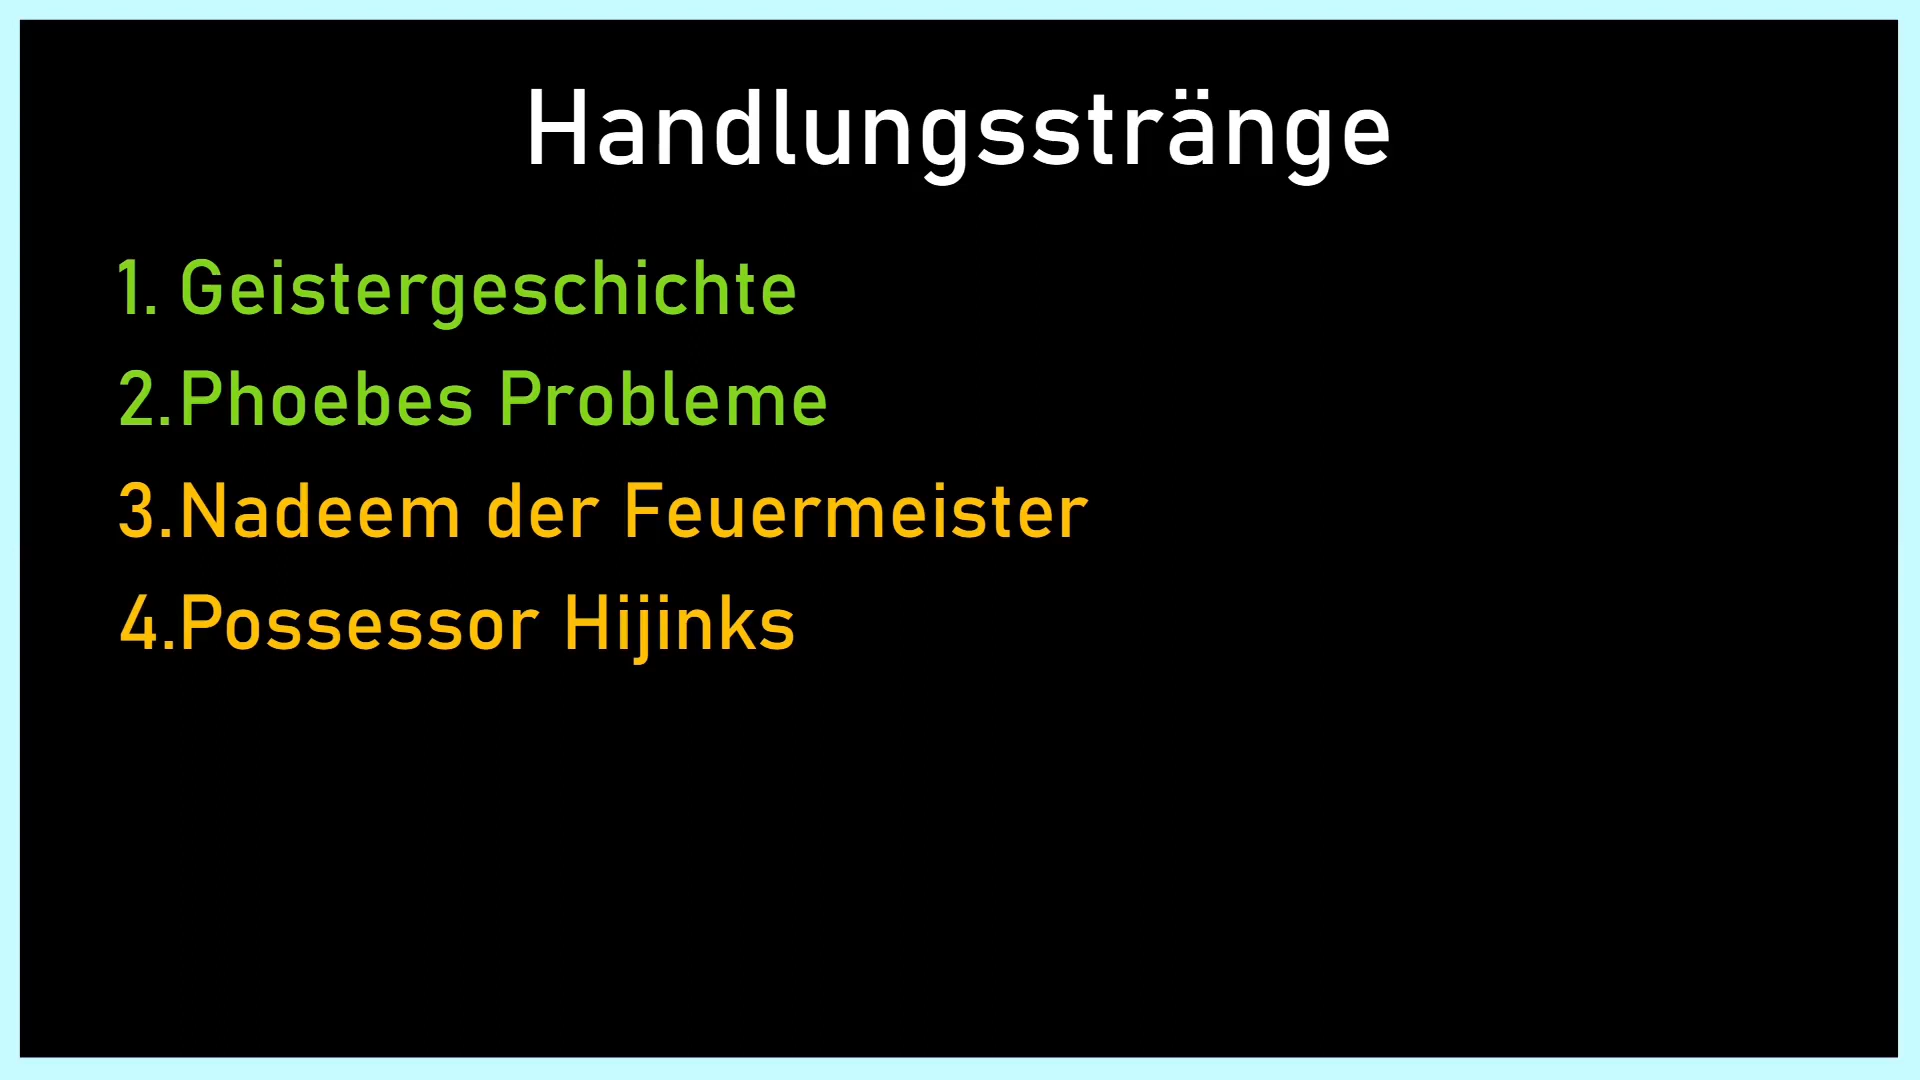 Handlungsstränge
1. Geistergeschichte
2. Phoebes Probleme
3. Nadeem der Feuermeister
4. Possessor Hijinks